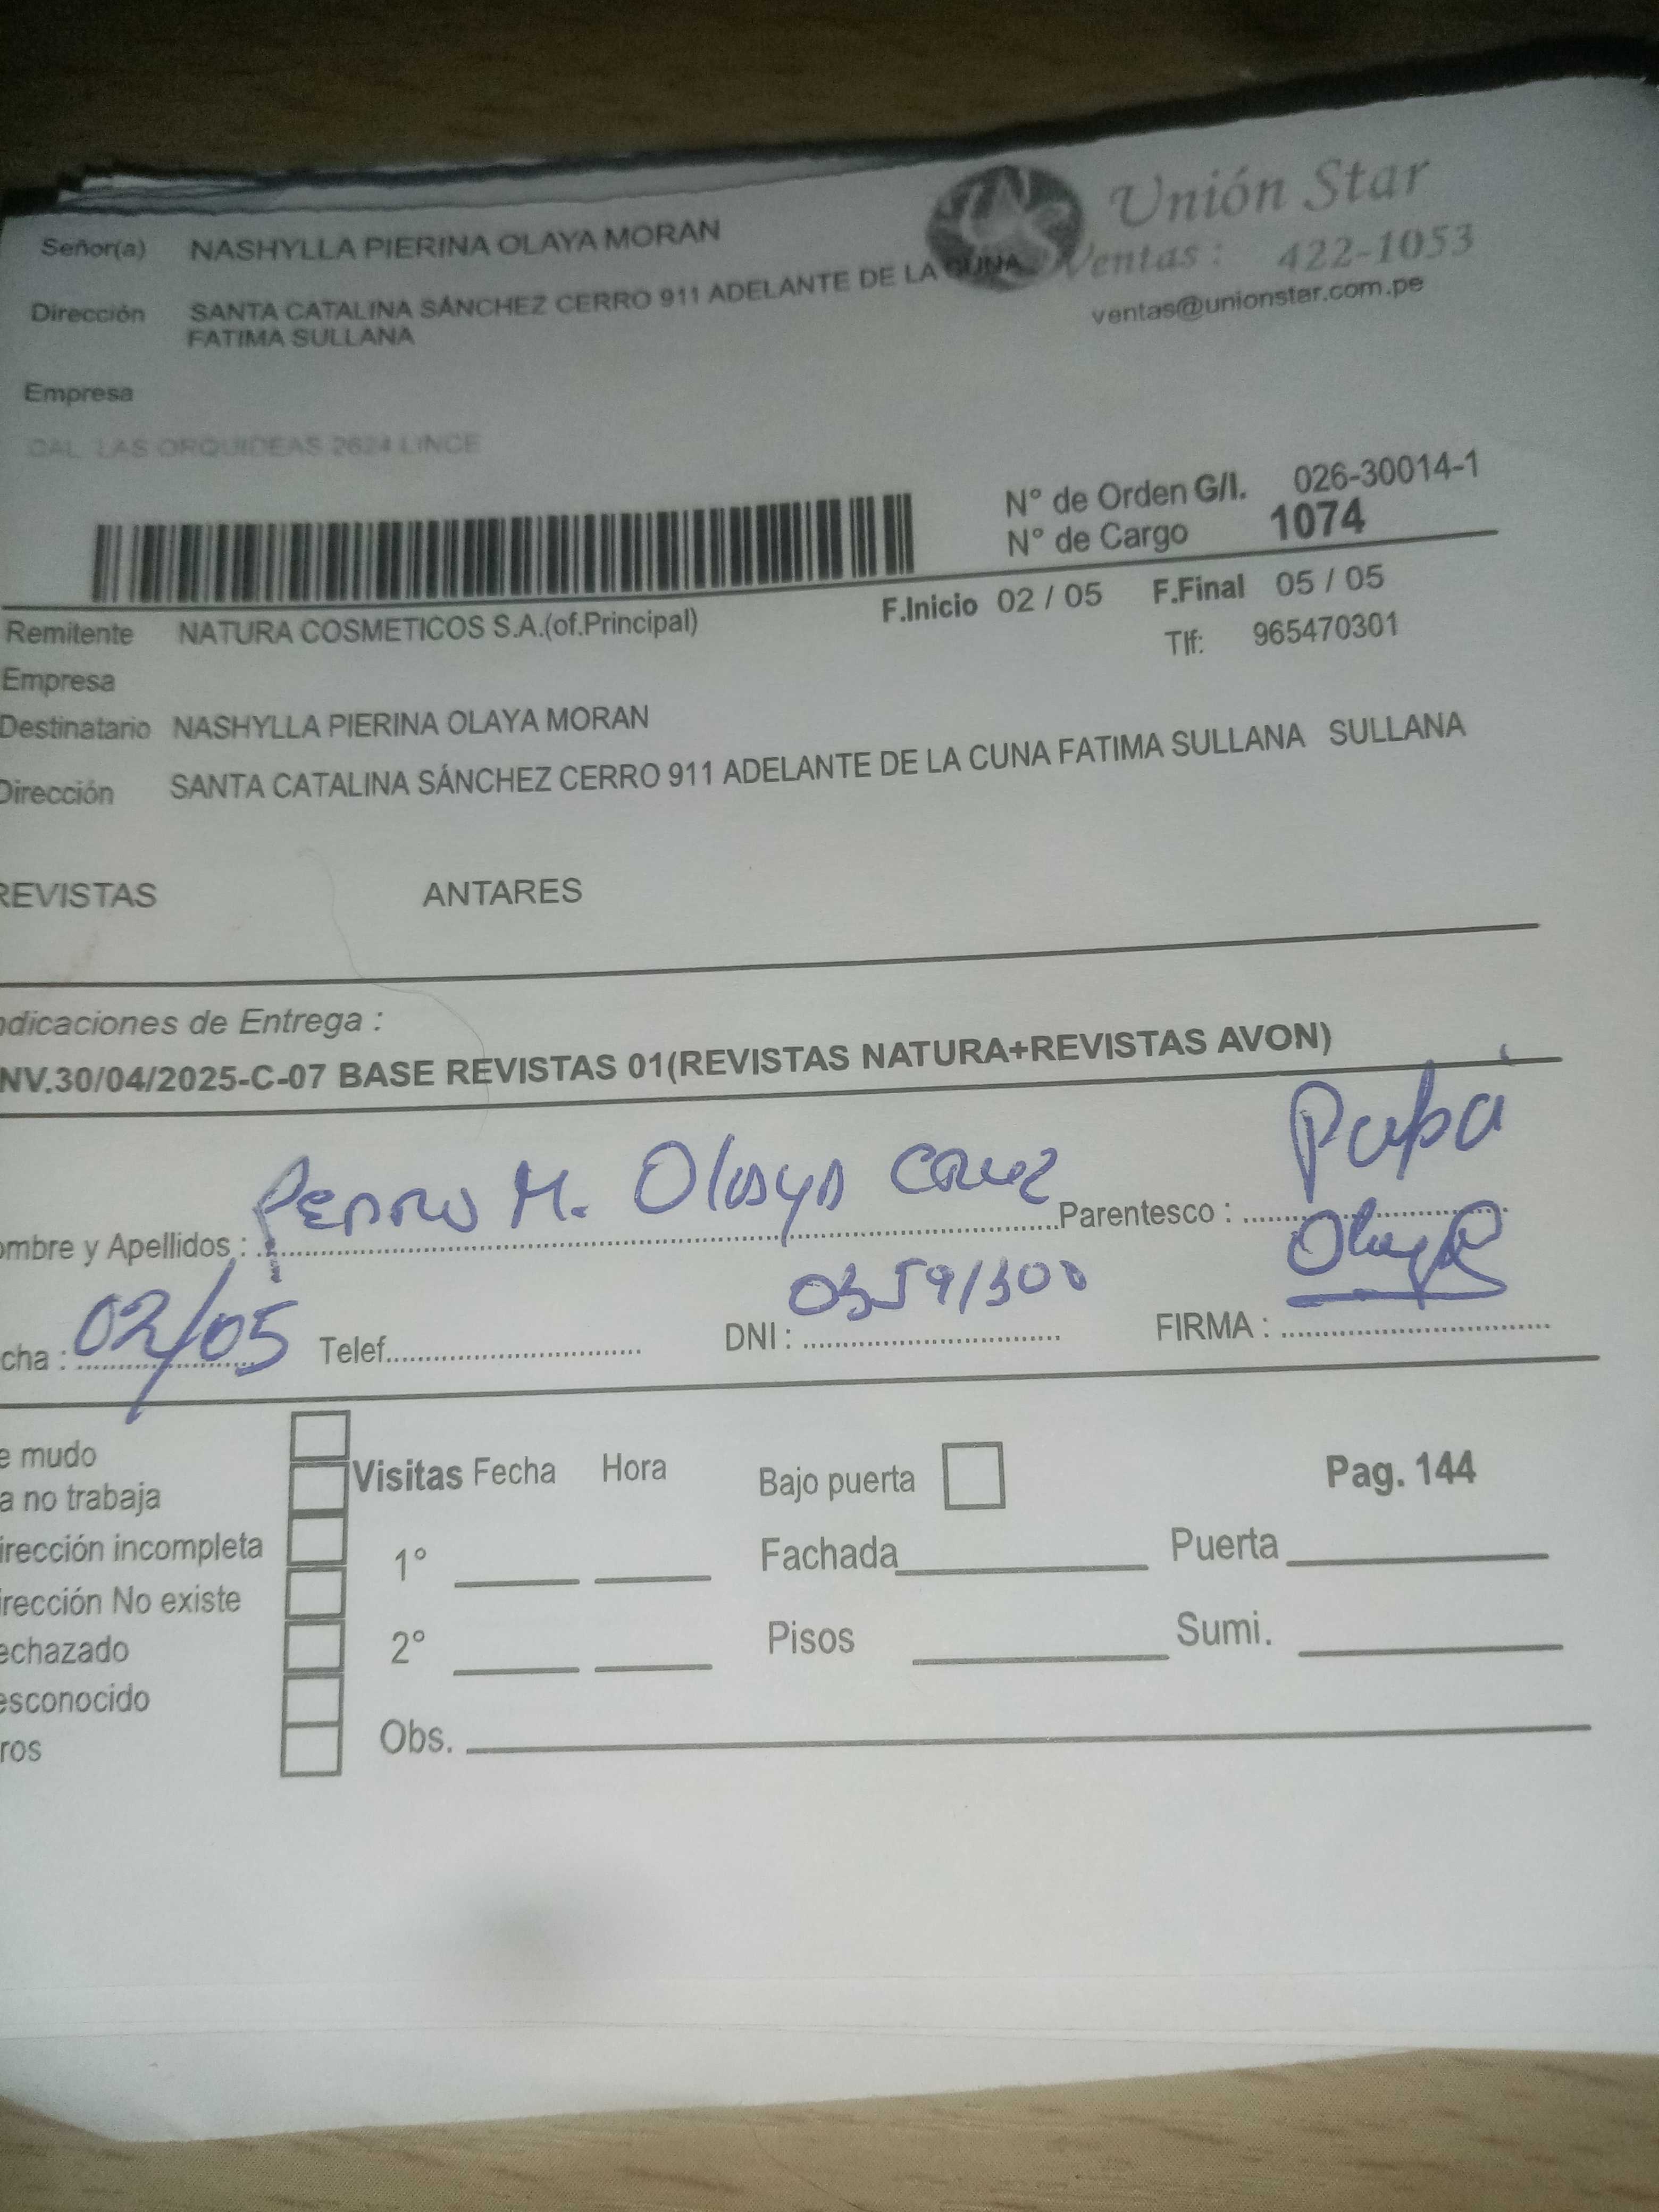 Unión Star
Ventas: 422-1053
ventas@unionstar.com.pe
Señor(a) NASHYLLA PIERINA OLAYA MORAN
Dirección SANTA CATALINA SÁNCHEZ CERRO 911 ADELANTE DE LA CUNA
FATIMA SULLANA
Empresa
CAL. LAS ORQUIDEAS 2624 LINCE
N° de Orden G/I. 026-30014-1
N° de Cargo 1074
F.Inicio 02 / 05 F.Final 05 / 05
Remitente NATURA COSMETICOS S.A.(of.Principal)
Tlf: 965470301
Empresa
Destinatario NASHYLLA PIERINA OLAYA MORAN
Dirección SANTA CATALINA SÁNCHEZ CERRO 911 ADELANTE DE LA CUNA FATIMA SULLANA SULLANA
REVISTAS ANTARES
ndicaciones de Entrega :
NV.30/04/2025-C-07 BASE REVISTAS 01(REVISTAS NATURA+REVISTAS AVON)
ombre y Apellidos : Pedro M. Olaya Cruz Parentesco : Papá
cha : 02/05 Telef. DNI : 03591300 FIRMA : Olaya
e mudo
a no trabaja
irección incompleta
irección No existe
echazado
esconocido
ros
Visitas Fecha Hora Bajo puerta Pag. 144
1° Fachada Puerta
2° Pisos Sumi.
Obs.